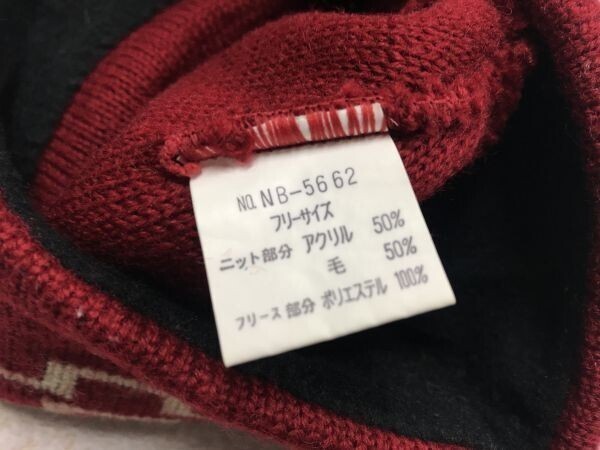 NO. NB-5662
フリーサイズ
ニット部分 アクリル 50%
毛 50%
フリース部分 ポリエステル 100%